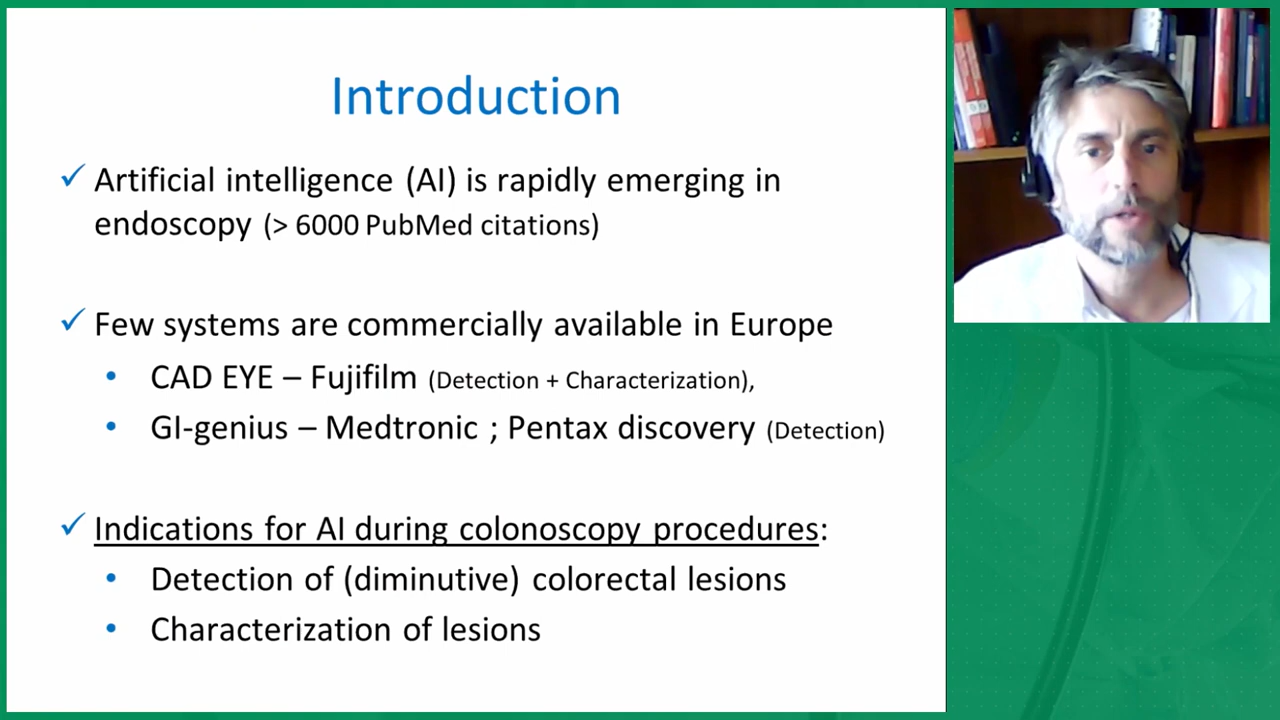 Introduction
✓ Artificial intelligence (AI) is rapidly emerging in
endoscopy (> 6000 PubMed citations)
✓ Few systems are commercially available in Europe
• CAD EYE – Fujifilm (Detection + Characterization),
• GI-genius – Medtronic ; Pentax discovery (Detection)
✓ Indications for AI during colonoscopy procedures:
• Detection of (diminutive) colorectal lesions
• Characterization of lesions